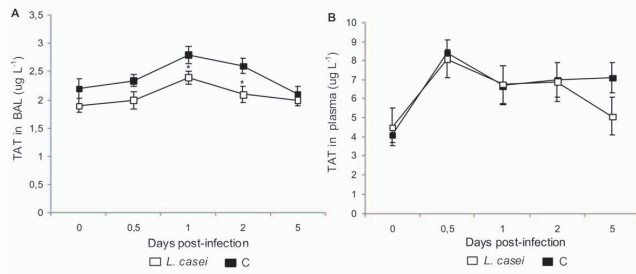 A
TAT in BAL (ug L⁻¹)
3,5
3
2,5
2
1,5
1
0,5
0
*
*
0 0,5 1 2 5
Days post-infection
L. casei C
B
TAT in plasma (ug L⁻¹)
10
9
8
7
6
5
4
3
2
1
0
0 0,5 1 2 5
Days post-infection
L. casei C